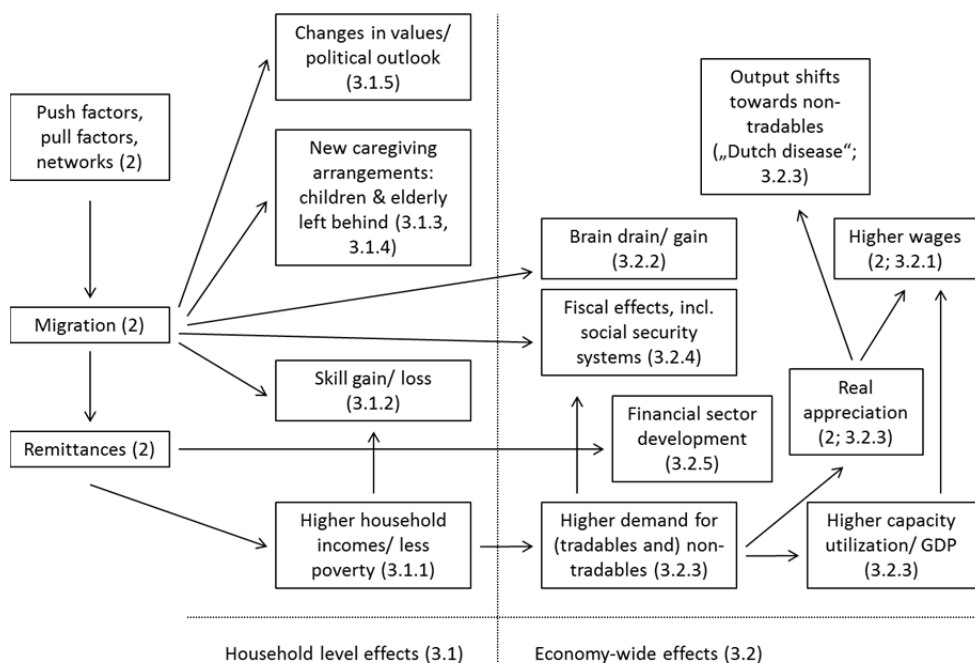 Changes in values/
political outlook
(3.1.5)
Push factors,
pull factors,
networks (2)
New caregiving
arrangements:
children & elderly
left behind (3.1.3,
3.1.4)
Output shifts
towards non-
tradables
(„Dutch disease“;
3.2.3)
Brain drain/ gain
(3.2.2)
Higher wages
(2; 3.2.1)
Migration (2)
Fiscal effects, incl.
social security
systems (3.2.4)
Skill gain/ loss
(3.1.2)
Real
appreciation
(2; 3.2.3)
Remittances (2)
Financial sector
development
(3.2.5)
Higher household
incomes/ less
poverty (3.1.1)
Higher demand for
(tradables and) non-
tradables (3.2.3)
Higher capacity
utilization/ GDP
(3.2.3)
Household level effects (3.1)
Economy-wide effects (3.2)